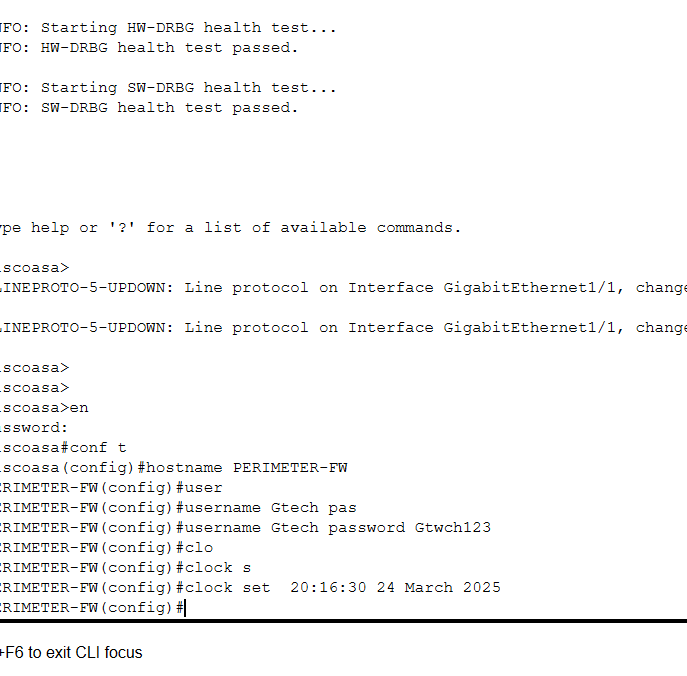 NFO: Starting HW-DRBG health test...
NFO: HW-DRBG health test passed.
NFO: Starting SW-DRBG health test...
NFO: SW-DRBG health test passed.
ype help or '?' for a list of available commands.
iscoasa>
LINEPROTO-5-UPDOWN: Line protocol on Interface GigabitEthernet1/1, change
LINEPROTO-5-UPDOWN: Line protocol on Interface GigabitEthernet1/1, change
iscoasa>
iscoasa>
iscoasa>en
assword:
iscoasa#conf t
iscoasa(config)#hostname PERIMETER-FW
ERIMETER-FW(config)#user
ERIMETER-FW(config)#username Gtech pas
ERIMETER-FW(config)#username Gtech password Gtwch123
ERIMETER-FW(config)#clo
ERIMETER-FW(config)#clock s
ERIMETER-FW(config)#clock set  20:16:30 24 March 2025
ERIMETER-FW(config)#
+F6 to exit CLI focus